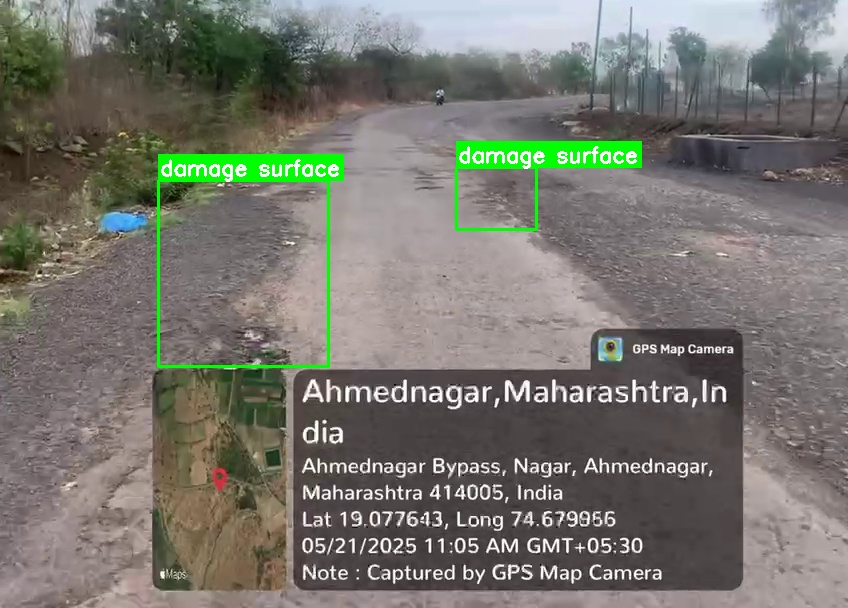 damage surface
damage surface
GPS Map Camera
Ahmednagar,Maharashtra,In
dia
Ahmednagar Bypass, Nagar, Ahmednagar,
Maharashtra 414005, India
Lat 19.077643, Long 74.679956
05/21/2025 11:05 AM GMT+05:30
Note : Captured by GPS Map Camera
Maps